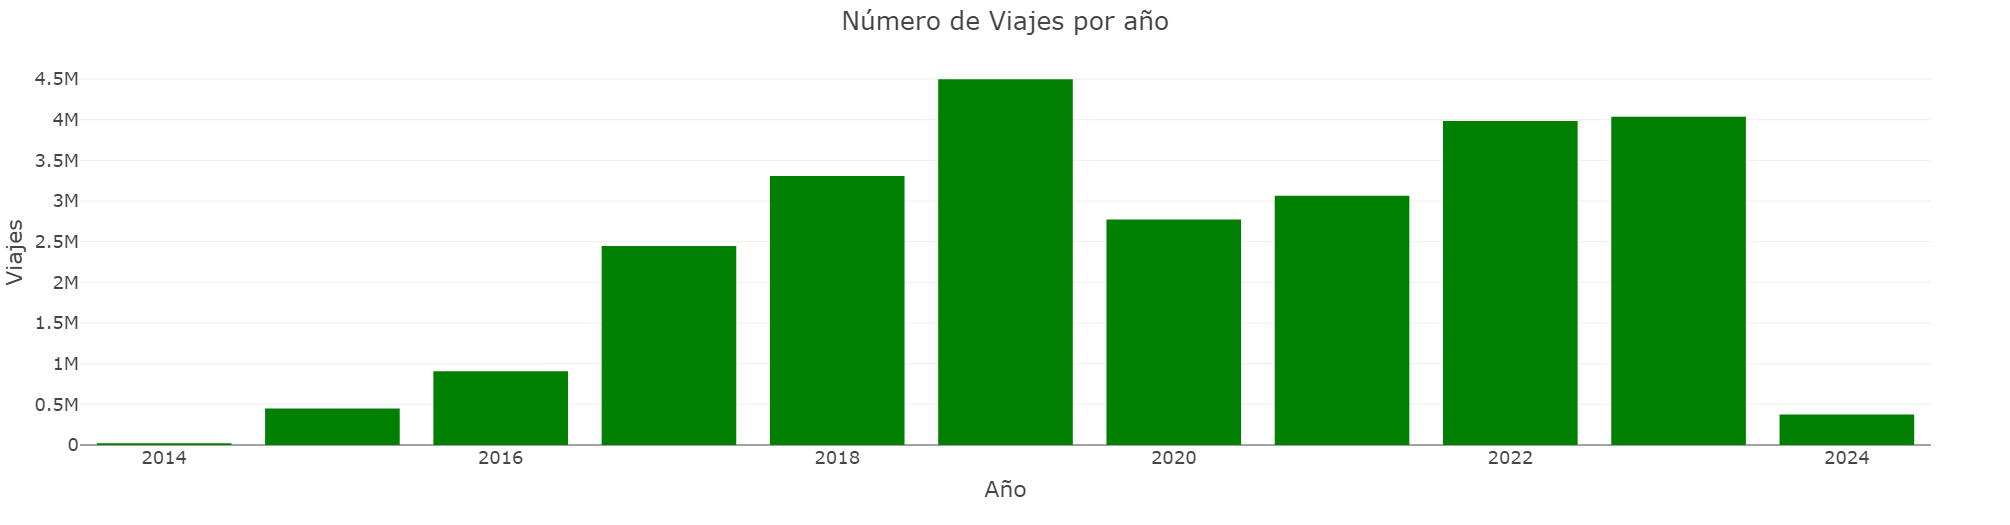 Número de Viajes por año
4.5M
4M
3.5M
3M
2.5M
2M
1.5M
1M
0.5M
0
Viajes
2014 2016 2018 2020 2022 2024
Año